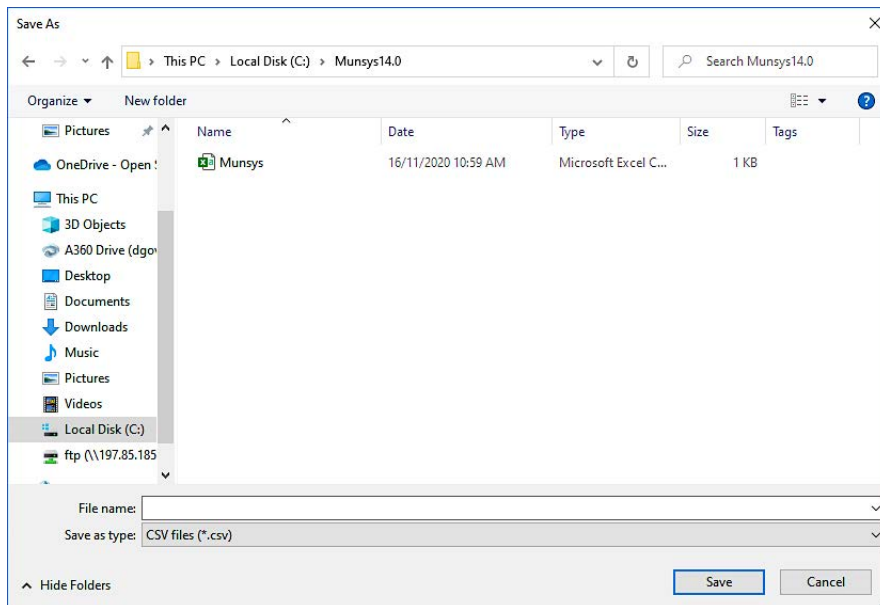 Save As
This PC > Local Disk (C:) > Munsys14.0
Search Munsys14.0
Organize
New folder
Name Date Type Size Tags
Pictures
Munsys 16/11/2020 10:59 AM Microsoft Excel C... 1 KB
OneDrive - Open
This PC
3D Objects
A360 Drive (dgov
Desktop
Documents
Downloads
Music
Pictures
Videos
Local Disk (C:)
ftp (\\197.85.185
File name:
Save as type: CSV files (*.csv)
Hide Folders
Save Cancel